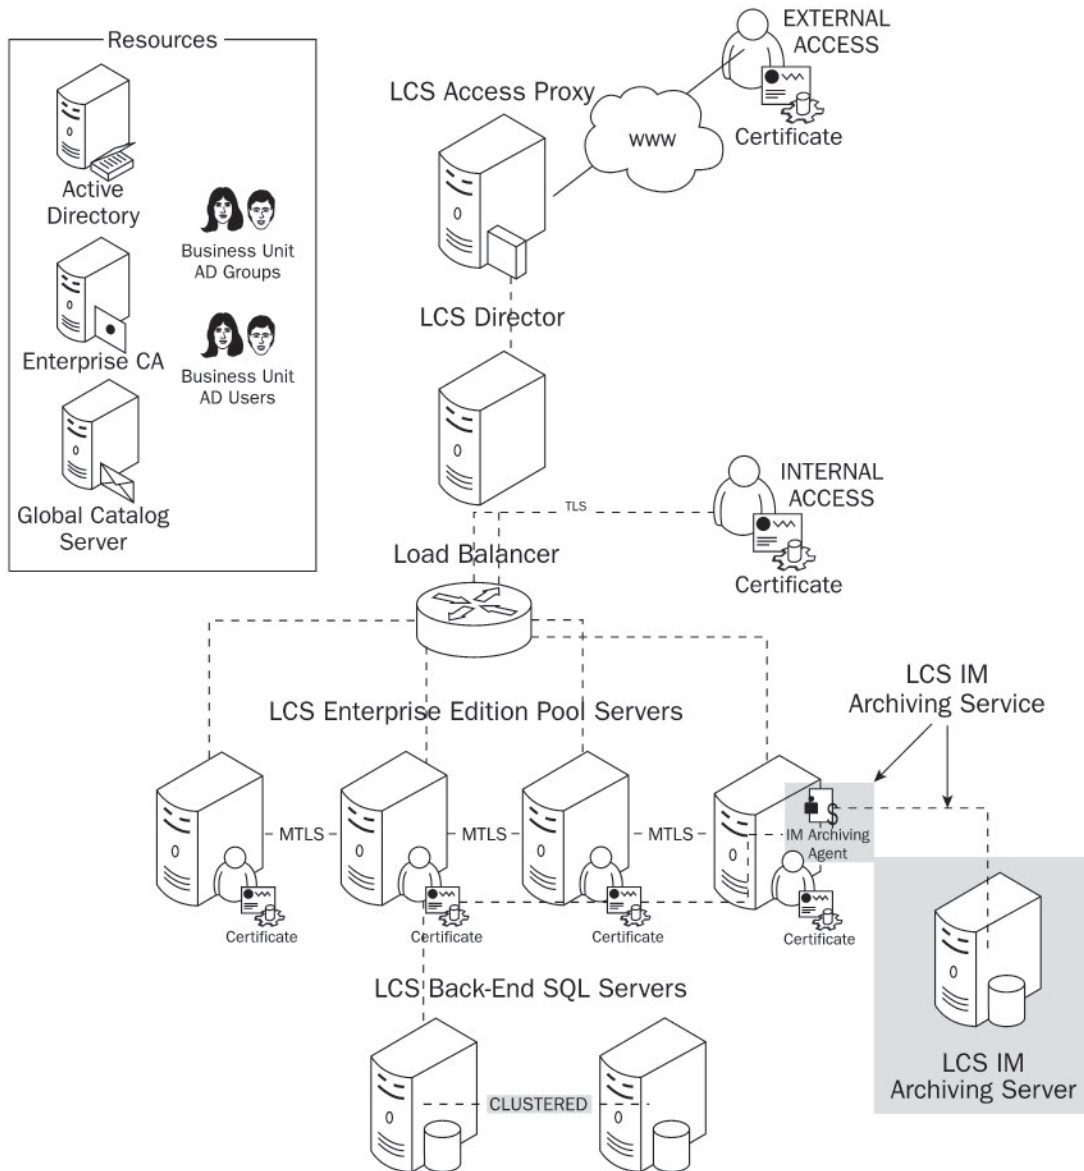 Resources
Active
Directory
Business Unit
AD Groups
Enterprise CA
Business Unit
AD Users
Global Catalog
Server
EXTERNAL
ACCESS
Certificate
LCS Access Proxy
www
LCS Director
INTERNAL
ACCESS
Certificate
TLS
Load Balancer
LCS Enterprise Edition Pool Servers
LCS IM
Archiving Service
MTLS
MTLS
MTLS
$
IM Archiving
Agent
Certificate
Certificate
Certificate
Certificate
LCS Back-End SQL Servers
CLUSTERED
LCS IM
Archiving Server